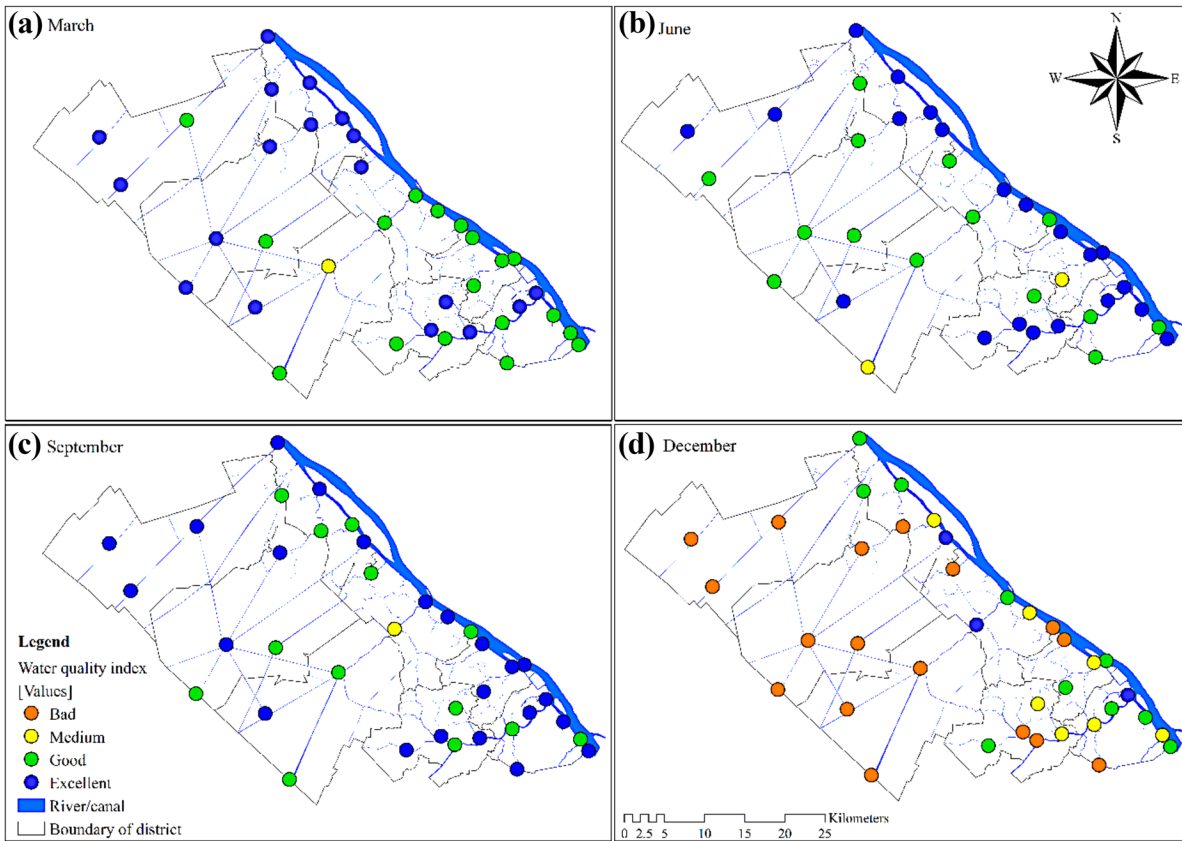 (a) March
(b) June
N
W E
S
(c) September
Legend
Water quality index
[Values]
Bad
Medium
Good
Excellent
River/canal
Boundary of district
(d) December
Kilometers
0 2.5 5 10 15 20 25